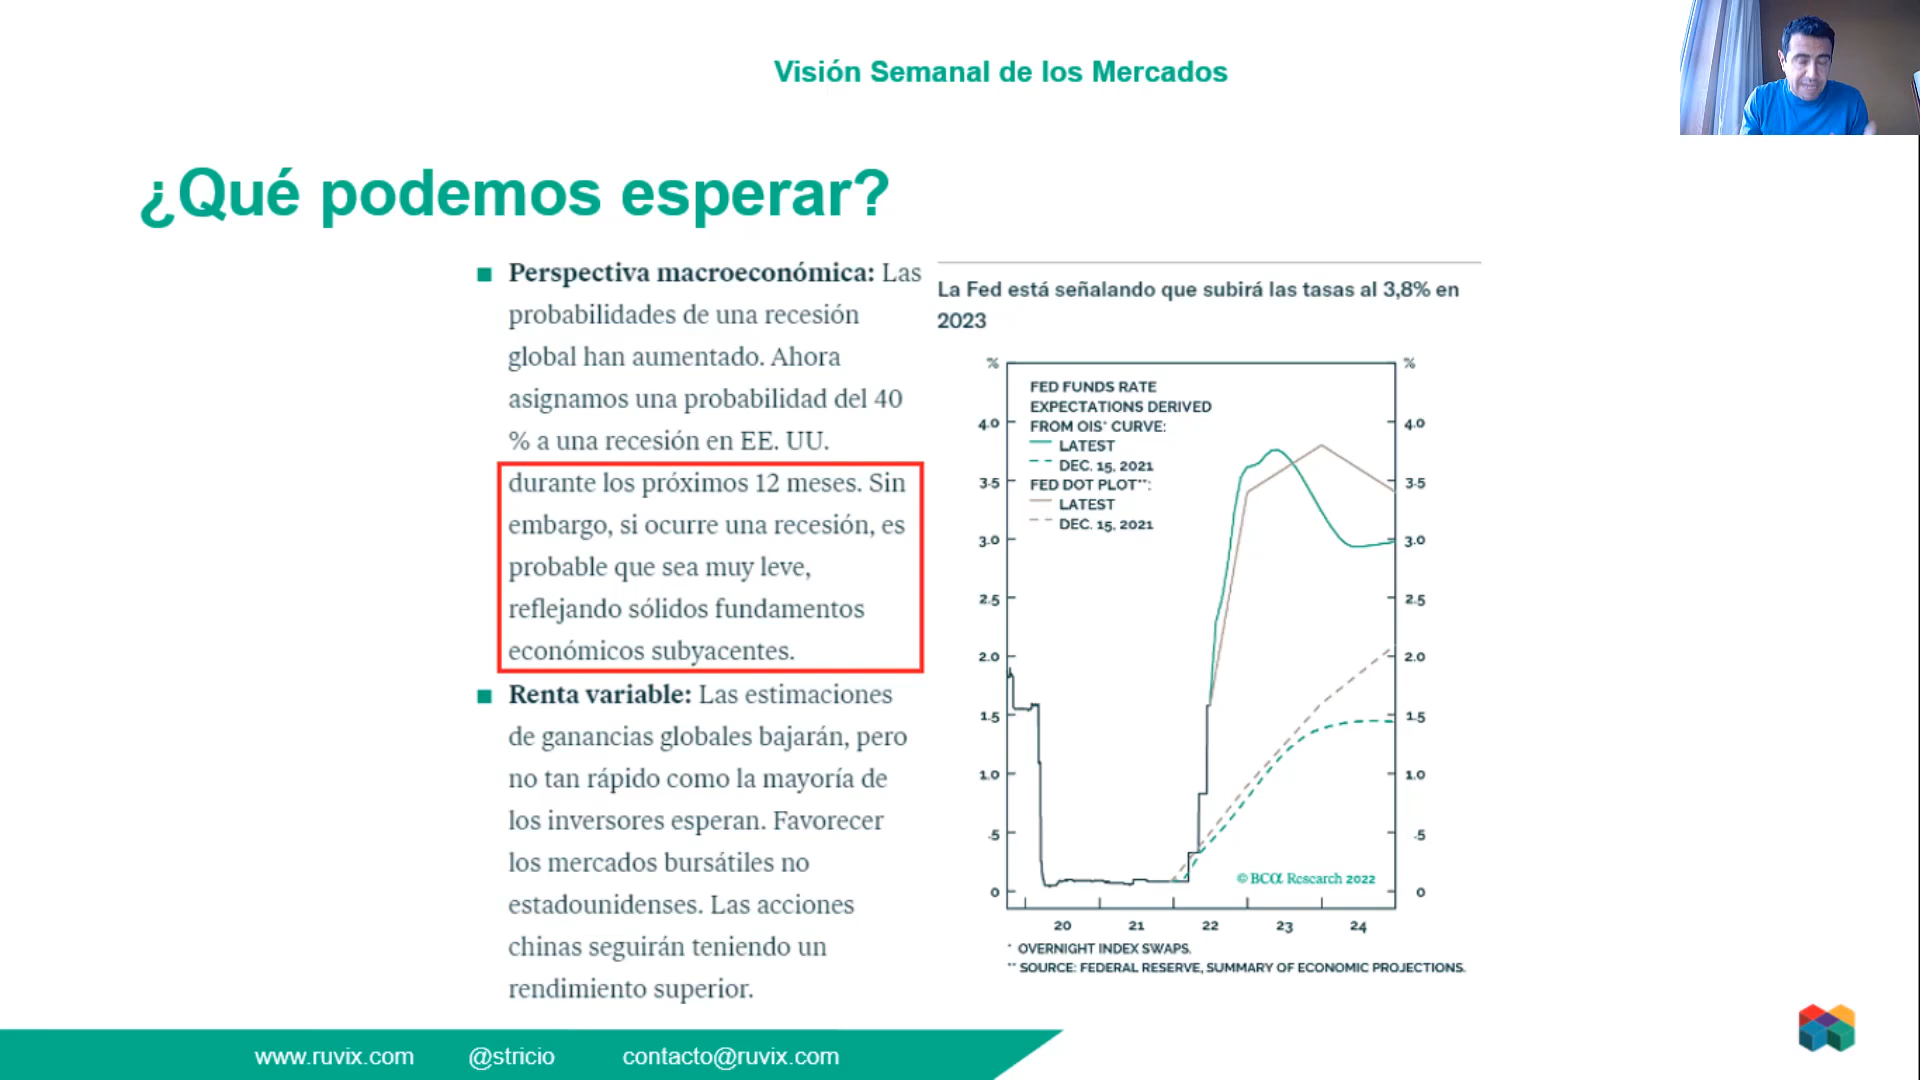 Visión Semanal de los Mercados
¿Qué podemos esperar?
Perspectiva macroeconómica: Las
probabilidades de una recesión
global han aumentado. Ahora
asignamos una probabilidad del 40
% a una recesión en EE. UU.
durante los próximos 12 meses. Sin
embargo, si ocurre una recesión, es
probable que sea muy leve,
reflejando sólidos fundamentos
económicos subyacentes.
Renta variable: Las estimaciones
de ganancias globales bajarán, pero
no tan rápido como la mayoría de
los inversores esperan. Favorecer
los mercados bursátiles no
estadounidenses. Las acciones
chinas seguirán teniendo un
rendimiento superior.
La Fed está señalando que subirá las tasas al 3,8% en
2023
% %
FED FUNDS RATE
EXPECTATIONS DERIVED
FROM OIS* CURVE:
LATEST
DEC. 15, 2021
FED DOT PLOT**:
LATEST
DEC. 15, 2021
4.0 4.0
3.5 3.5
3.0 3.0
2.5 2.5
2.0 2.0
1.5 1.5
1.0 1.0
.5 .5
0 0
© BCα Research 2022
20 21 22 23 24
* OVERNIGHT INDEX SWAPS.
** SOURCE: FEDERAL RESERVE, SUMMARY OF ECONOMIC PROJECTIONS.
www.ruvix.com @stricio contacto@ruvix.com